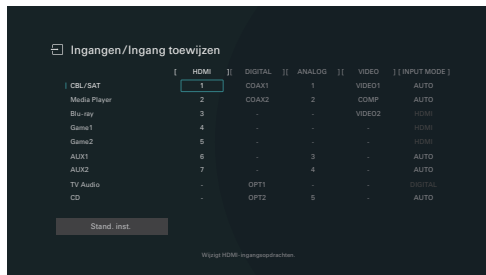 Ingangen/Ingang toewijzen
[ HDMI ][ DIGITAL ][ ANALOG ][ VIDEO ] [ INPUT MODE ]
CBL/SAT 1 COAX1 1 VIDEO1 AUTO
Media Player 2 COAX2 2 COMP AUTO
Blu-ray 3 - - VIDEO2 HDMI
Game1 4 - - - HDMI
Game2 5 - - - HDMI
AUX1 6 - 3 - AUTO
AUX2 7 - 4 - AUTO
TV Audio - OPT1 - - DIGITAL
CD - OPT2 5 - AUTO
Stand. inst.
Wijzigt HDMI-ingangsopdrachten.